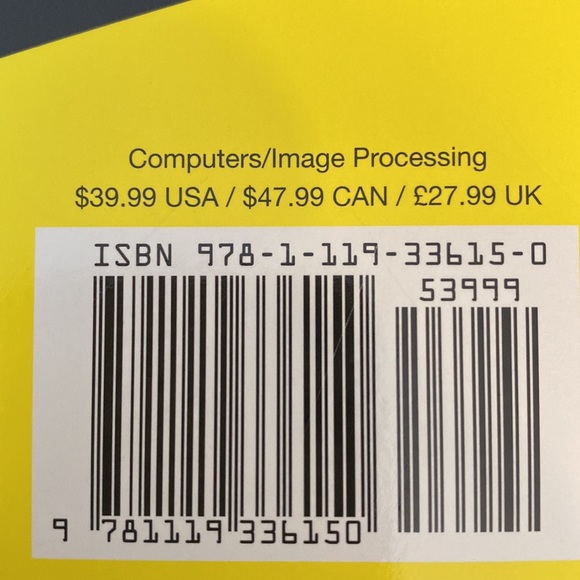 Computers/Image Processing
$39.99 USA / $47.99 CAN / £27.99 UK
ISBN 978-1-119-33615-0
53999
9 781119 336150